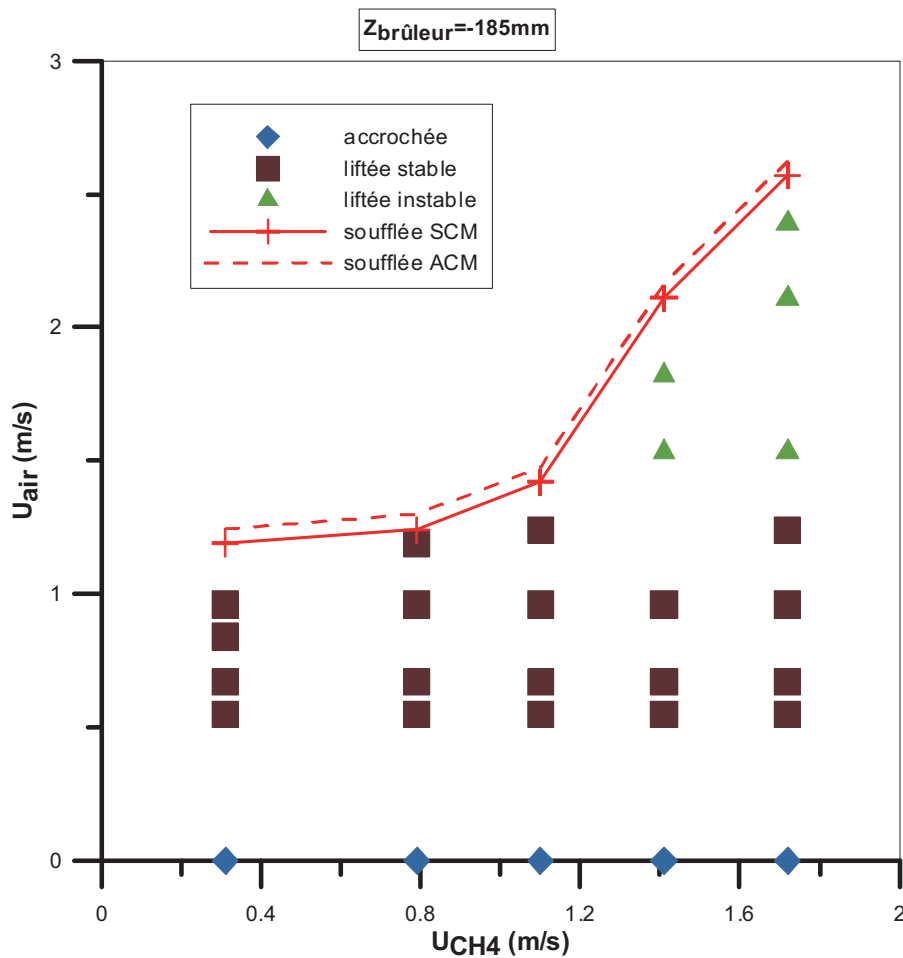 Zbrûleur=-185mm
3
accrochée
liftée stable
liftée instable
soufflée SCM
soufflée ACM
2
Uair (m/s)
1
0
0
0.4
0.8
1.2
1.6
2
UCH4 (m/s)